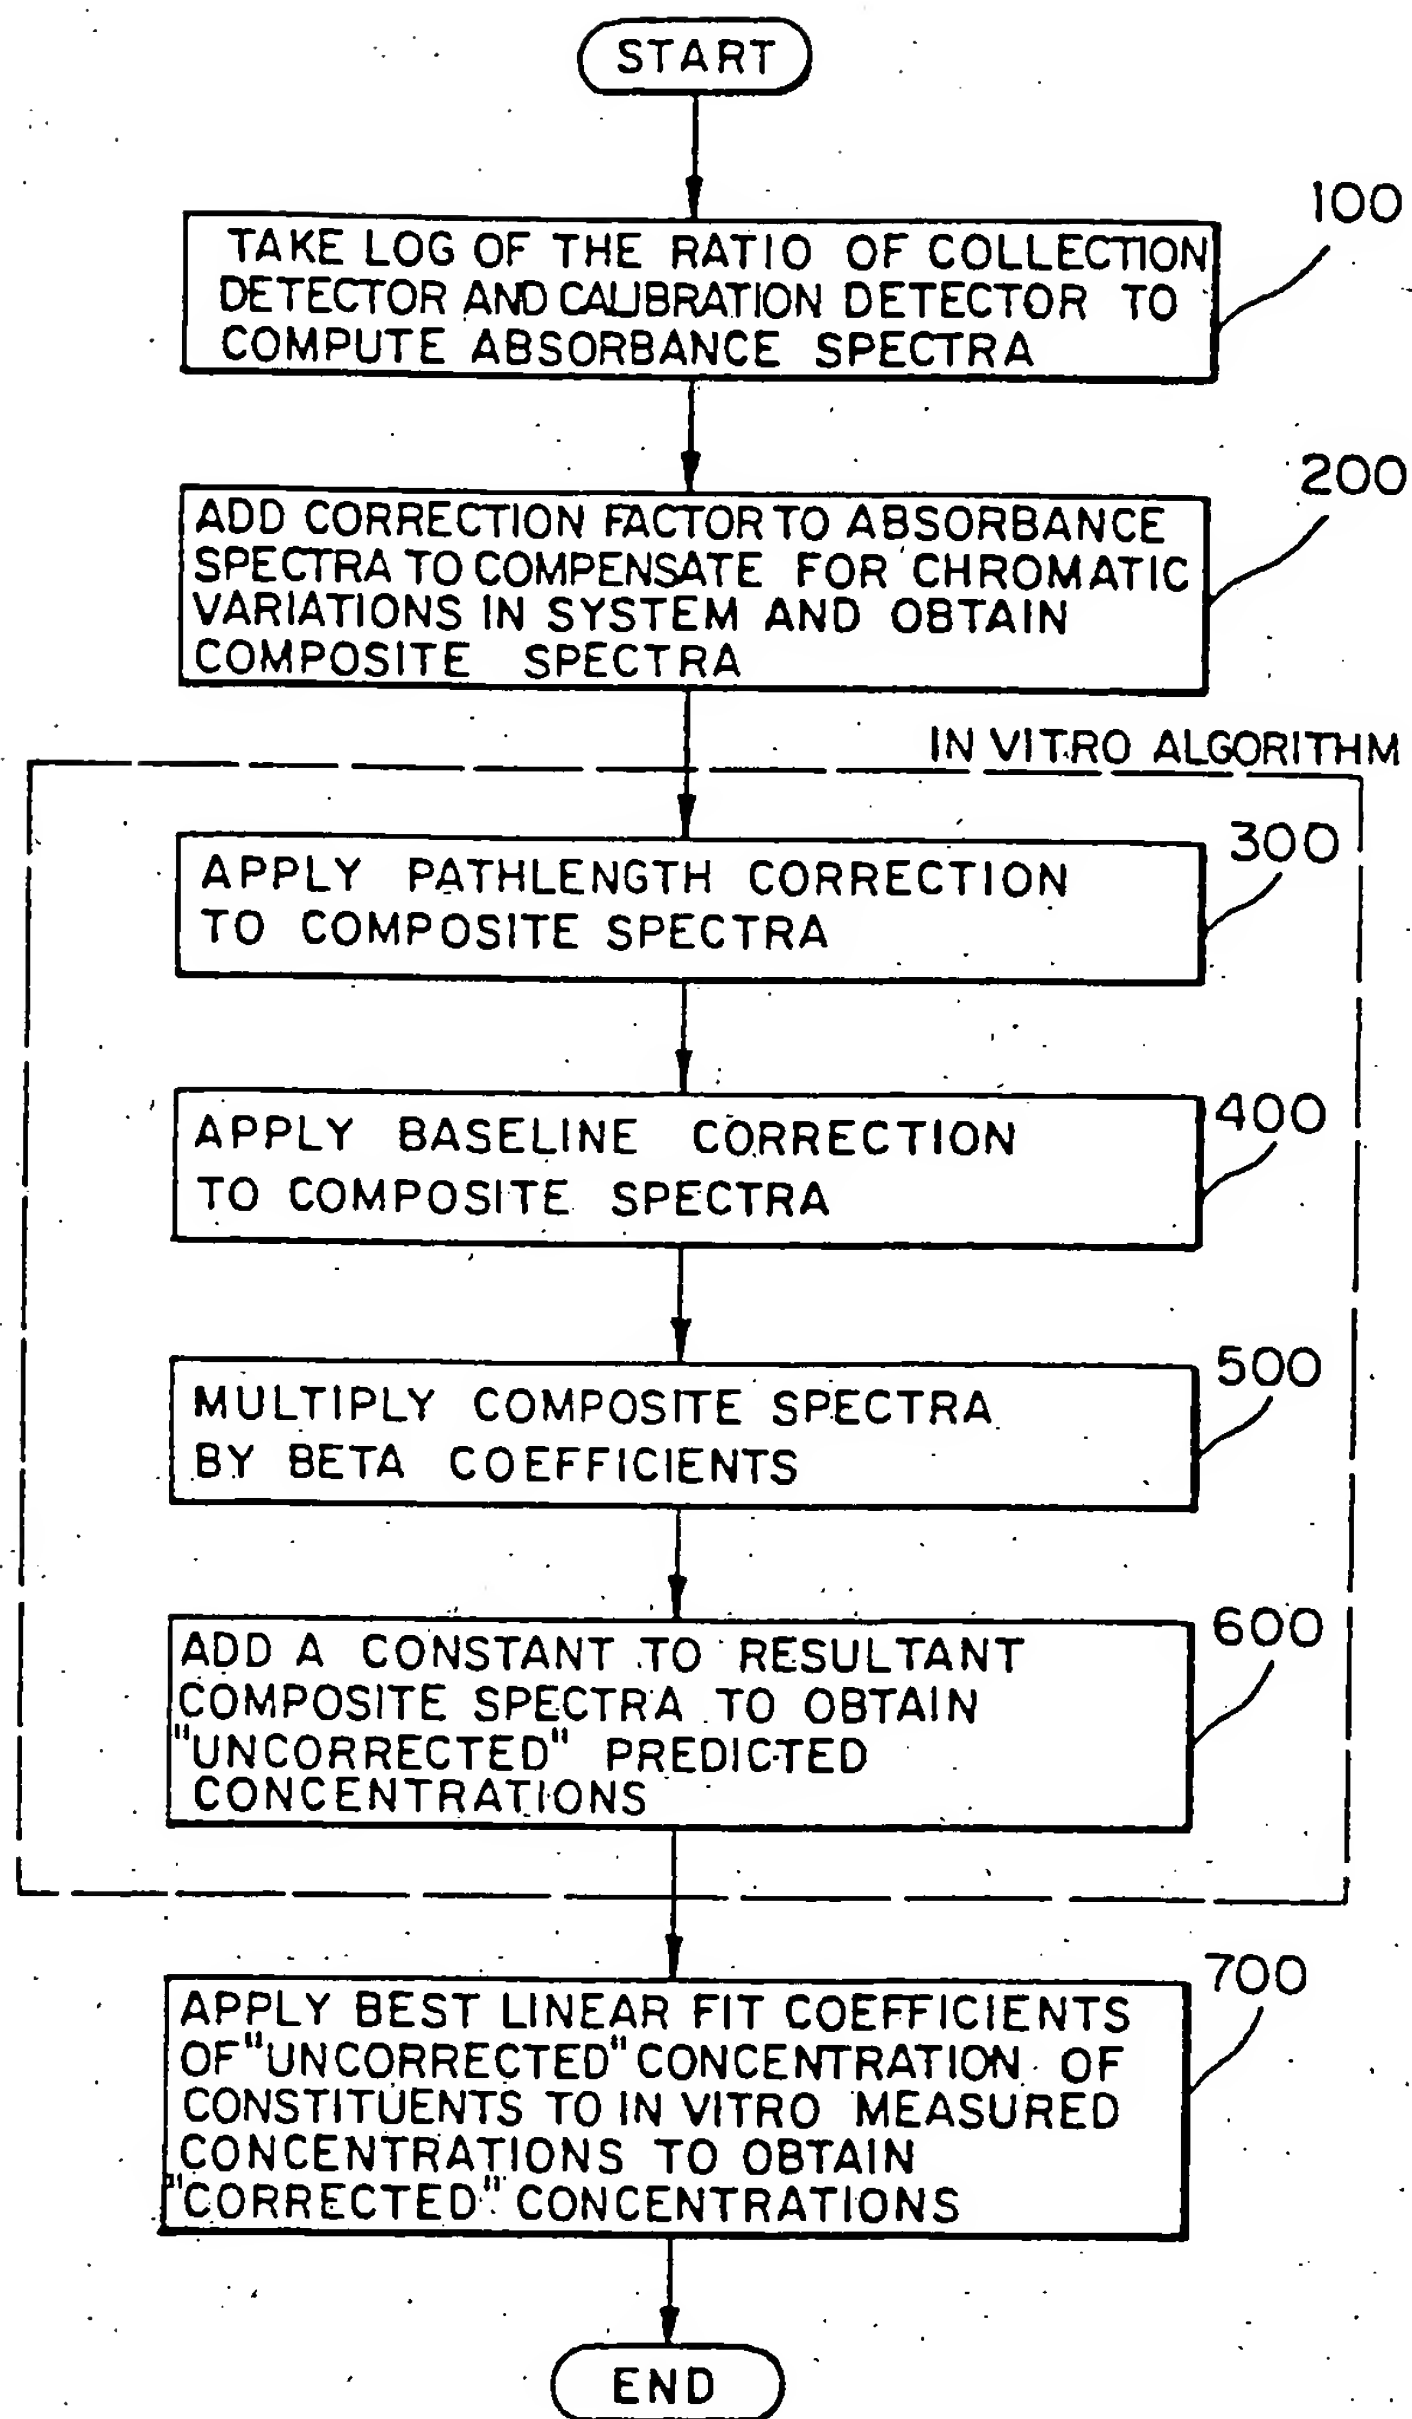 START
100
TAKE LOG OF THE RATIO OF COLLECTION
DETECTOR AND CALIBRATION DETECTOR TO
COMPUTE ABSORBANCE SPECTRA
200
ADD CORRECTION FACTOR TO ABSORBANCE
SPECTRA TO COMPENSATE FOR CHROMATIC
VARIATIONS IN SYSTEM AND OBTAIN
COMPOSITE SPECTRA
IN VITRO ALGORITHM
300
APPLY PATHLENGTH CORRECTION
TO COMPOSITE SPECTRA
400
APPLY BASELINE CORRECTION
TO COMPOSITE SPECTRA
500
MULTIPLY COMPOSITE SPECTRA
BY BETA COEFFICIENTS
600
ADD A CONSTANT TO RESULTANT
COMPOSITE SPECTRA TO OBTAIN
"UNCORRECTED" PREDICTED
CONCENTRATIONS
700
APPLY BEST LINEAR FIT COEFFICIENTS
OF "UNCORRECTED" CONCENTRATION OF
CONSTITUENTS TO IN VITRO MEASURED
CONCENTRATIONS TO OBTAIN
"CORRECTED" CONCENTRATIONS
END